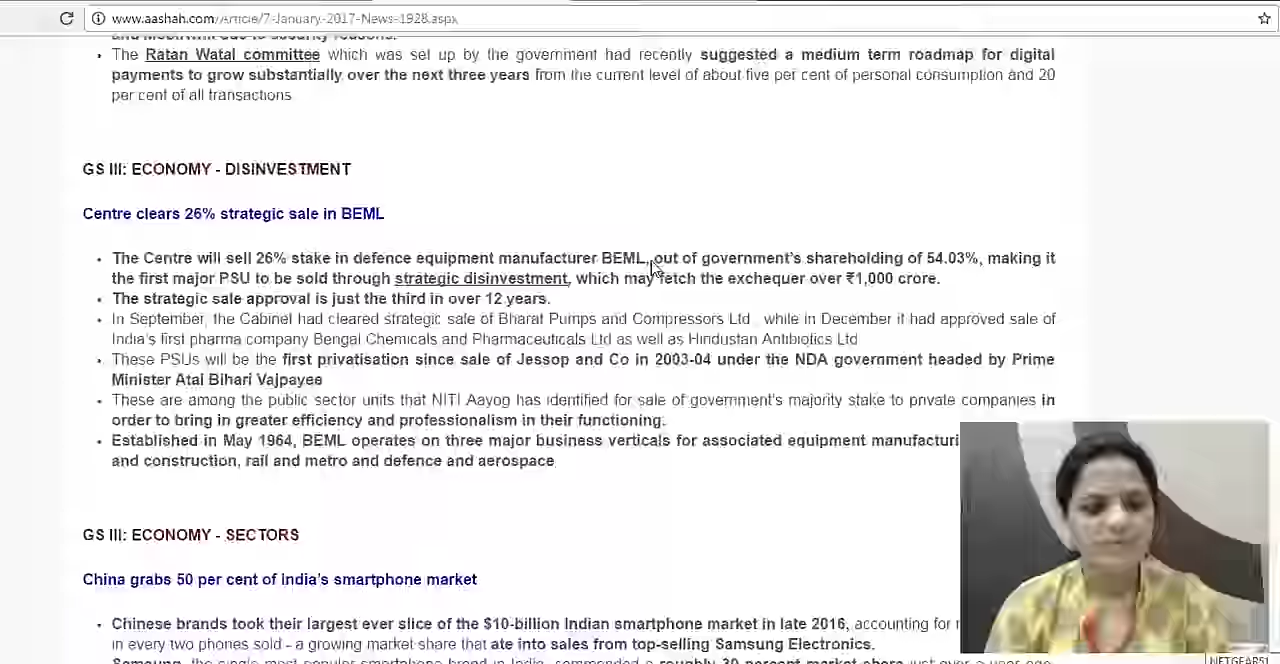 www.aashah.com/Article/7-January-2017-News-1928.aspx
The Ratan Watal committee which was set up by the government had recently suggested a medium term roadmap for digital
payments to grow substantially over the next three years from the current level of about five per cent of personal consumption and 20
per cent of all transactions
GS III: ECONOMY - DISINVESTMENT
Centre clears 26% strategic sale in BEML
The Centre will sell 26% stake in defence equipment manufacturer BEML, out of government's shareholding of 54.03%, making it
the first major PSU to be sold through strategic disinvestment, which may fetch the exchequer over ₹1,000 crore.
The strategic sale approval is just the third in over 12 years.
In September, the Cabinet had cleared strategic sale of Bharat Pumps and Compressors Ltd , while in December it had approved sale of
India's first pharma company Bengal Chemicals and Pharmaceuticals Ltd as well as Hindustan Antibiotics Ltd
These PSUs will be the first privatisation since sale of Jessop and Co in 2003-04 under the NDA government headed by Prime
Minister Atal Bihari Vajpayee
These are among the public sector units that NITI Aayog has identified for sale of government's majority stake to private companies in
order to bring in greater efficiency and professionalism in their functioning.
Established in May 1964, BEML operates on three major business verticals for associated equipment manufacturi
and construction, rail and metro and defence and aerospace
GS III: ECONOMY - SECTORS
China grabs 50 per cent of India's smartphone market
Chinese brands took their largest ever slice of the $10-billion Indian smartphone market in late 2016, accounting for
in every two phones sold - a growing market share that ate into sales from top-selling Samsung Electronics.
NETGEAR